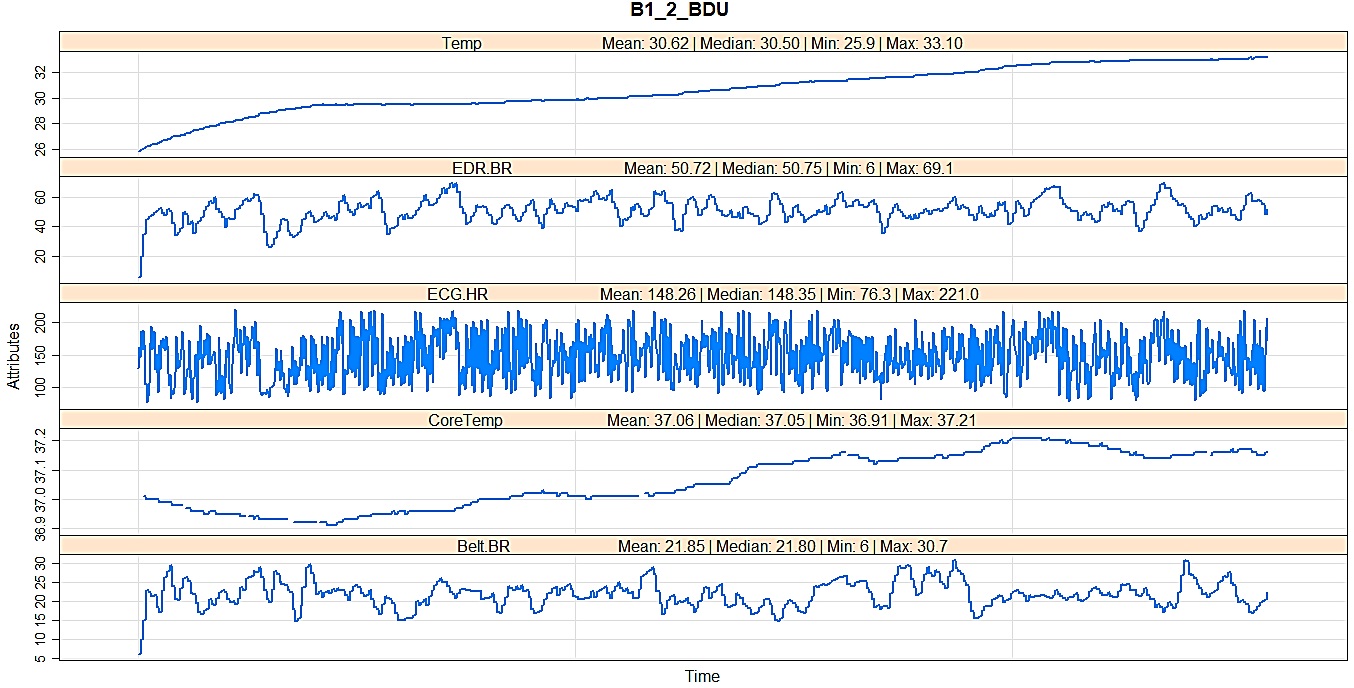 B1_2_BDU
Temp Mean: 30.62 | Median: 30.50 | Min: 25.9 | Max: 33.10
32
30
28
26
EDR.BR Mean: 50.72 | Median: 50.75 | Min: 6 | Max: 69.1
60
40
20
ECG.HR Mean: 148.26 | Median: 148.35 | Min: 76.3 | Max: 221.0
200
150
100
Attributes
CoreTemp Mean: 37.06 | Median: 37.05 | Min: 36.91 | Max: 37.21
37.2
37.1
37.0
36.9
Belt.BR Mean: 21.85 | Median: 21.80 | Min: 6 | Max: 30.7
30
25
20
15
10
5
Time